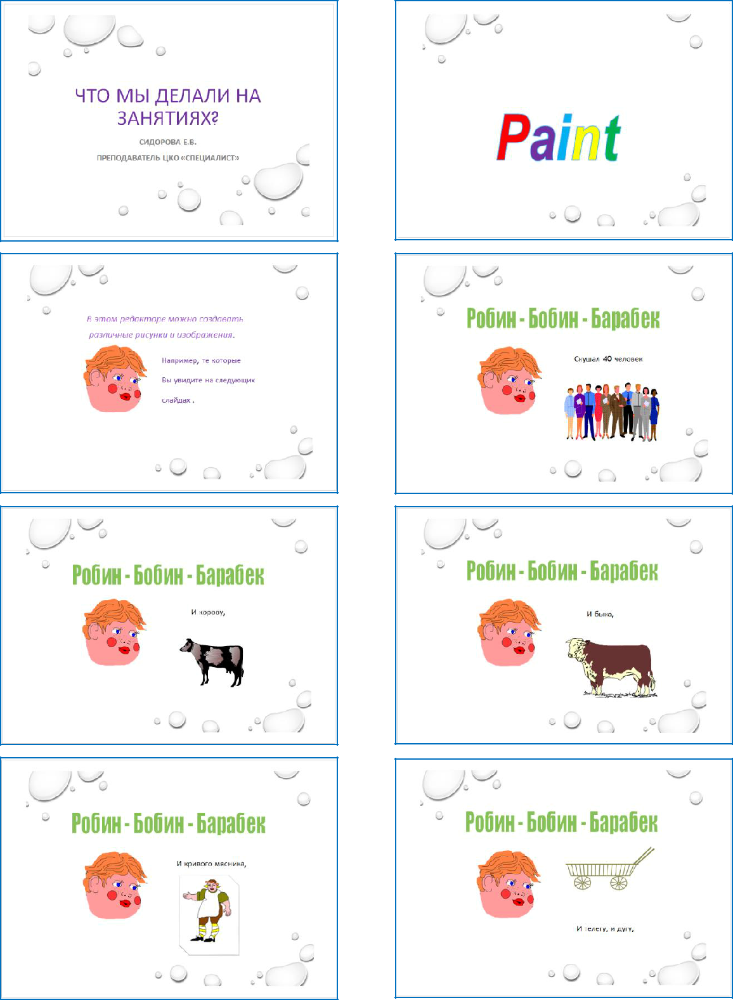 ЧТО МЫ ДЕЛАЛИ НА
ЗАНЯТИЯХ?
СИДОРОВА Е.В.
ПРЕПОДАВАТЕЛЬ ЦКО «СПЕЦИАЛИСТ»
Paint
В этом редакторе можно создавать
различные рисунки и изображения.
Например, те которые
Вы увидите на следующих
слайдах .
Робин - Бобин - Барабек
Скушал 40 человек
Робин - Бобин - Барабек
И корову,
Робин - Бобин - Барабек
И быка,
Робин - Бобин - Барабек
И кривого мясника,
Робин - Бобин - Барабек
И телегу, и дугу,